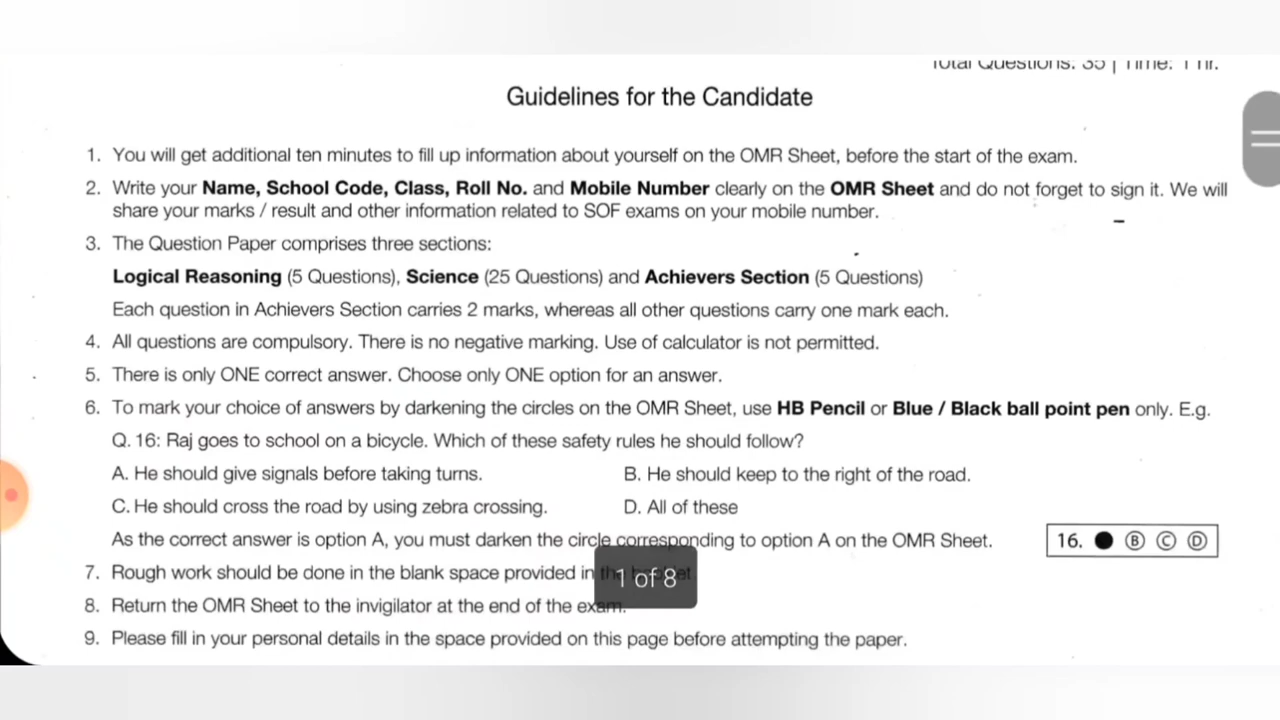 Total Questions: 35 | Time: 1 hr.
Guidelines for the Candidate
1. You will get additional ten minutes to fill up information about yourself on the OMR Sheet, before the start of the exam.
2. Write your Name, School Code, Class, Roll No. and Mobile Number clearly on the OMR Sheet and do not forget to sign it. We will
share your marks / result and other information related to SOF exams on your mobile number.
3. The Question Paper comprises three sections:
Logical Reasoning (5 Questions), Science (25 Questions) and Achievers Section (5 Questions)
Each question in Achievers Section carries 2 marks, whereas all other questions carry one mark each.
4. All questions are compulsory. There is no negative marking. Use of calculator is not permitted.
5. There is only ONE correct answer. Choose only ONE option for an answer.
6. To mark your choice of answers by darkening the circles on the OMR Sheet, use HB Pencil or Blue / Black ball point pen only. E.g.
Q. 16: Raj goes to school on a bicycle. Which of these safety rules he should follow?
A. He should give signals before taking turns. B. He should keep to the right of the road.
C. He should cross the road by using zebra crossing. D. All of these
As the correct answer is option A, you must darken the circle corresponding to option A on the OMR Sheet. 16. B C D
7. Rough work should be done in the blank space provided in the
1 of 8
8. Return the OMR Sheet to the invigilator at the end of the exam.
9. Please fill in your personal details in the space provided on this page before attempting the paper.